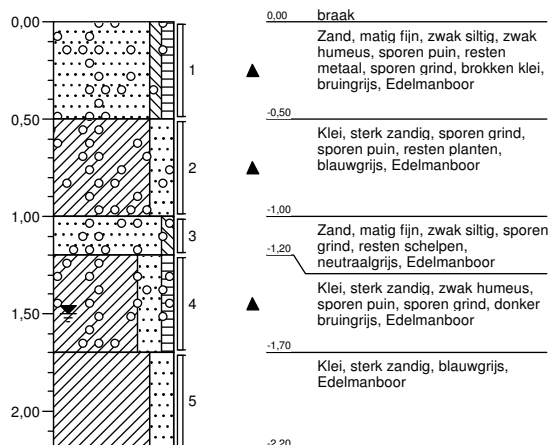 0,00
0,50
1,00
1,50
2,00
1
2
3
4
5
0,00
braak
Zand, matig fijn, zwak siltig, zwak
humeus, sporen puin, resten
metaal, sporen grind, brokken klei,
bruingrijs, Edelmanboor
-0,50
Klei, sterk zandig, sporen grind,
sporen puin, resten planten,
blauwgrijs, Edelmanboor
-1,00
Zand, matig fijn, zwak siltig, sporen
grind, resten schelpen,
neutraalgrijs, Edelmanboor
-1,20
Klei, sterk zandig, zwak humeus,
sporen puin, sporen grind, donker
bruingrijs, Edelmanboor
-1,70
Klei, sterk zandig, blauwgrijs,
Edelmanboor
-2,20